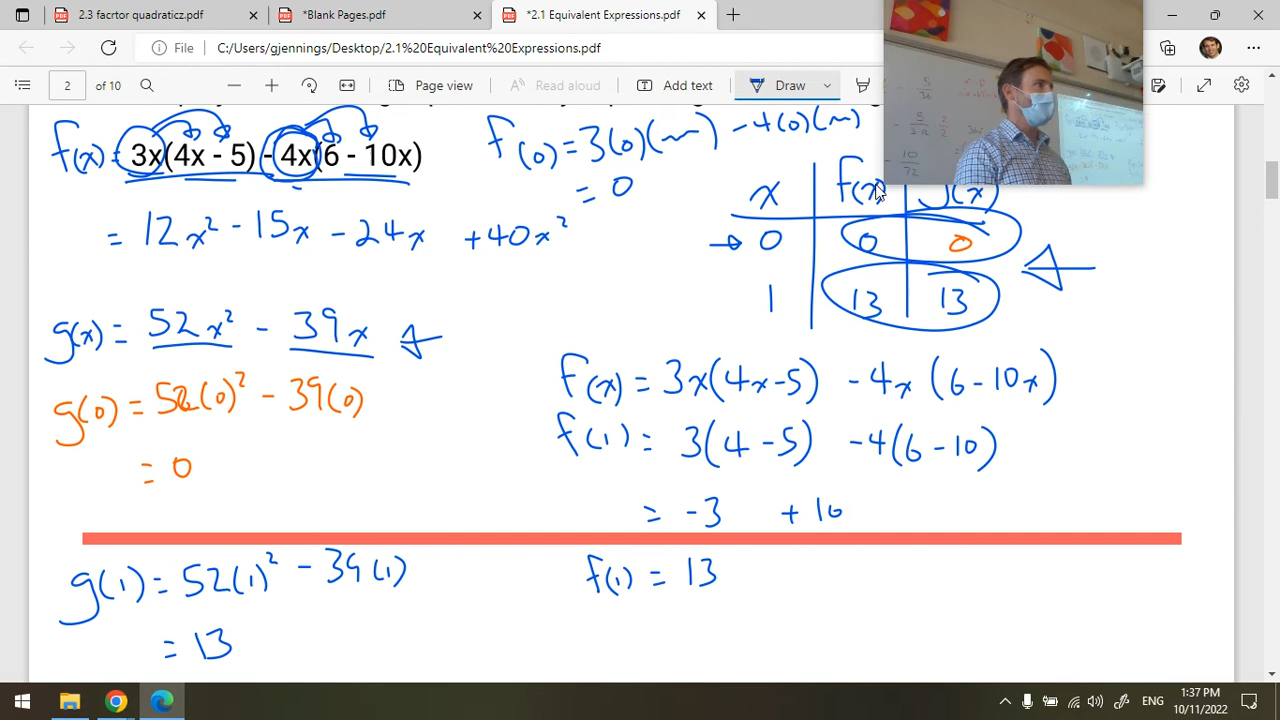 2.3 facrtor quadraticz.pdf
*Blank Pages.pdf
*2.1 Equivalent Expressions.pdf
File C:/Users/gjennings/Desktop/2.1%20Equivalent%20Expressions.pdf
2 of 10
Page view
Read aloud
Add text
Draw
f(x) = 3x(4x - 5) - 4x(6 - 10x)
= 12x² - 15x - 24x + 40x²
g(x) = 52x² - 39x
g(0) = 52(0)² - 39(0)
= 0
g(1) = 52(1)² - 39(1)
= 13
f(0) = 3(0)( ) - 4(0)( )
= 0
x f(x) g(x)
0 0 0
1 13 13
f(x) = 3x(4x-5) - 4x(6-10x)
f(1) = 3(4-5) - 4(6-10)
= -3 + 16
f(1) = 13
ENG
1:37 PM
10/11/2022